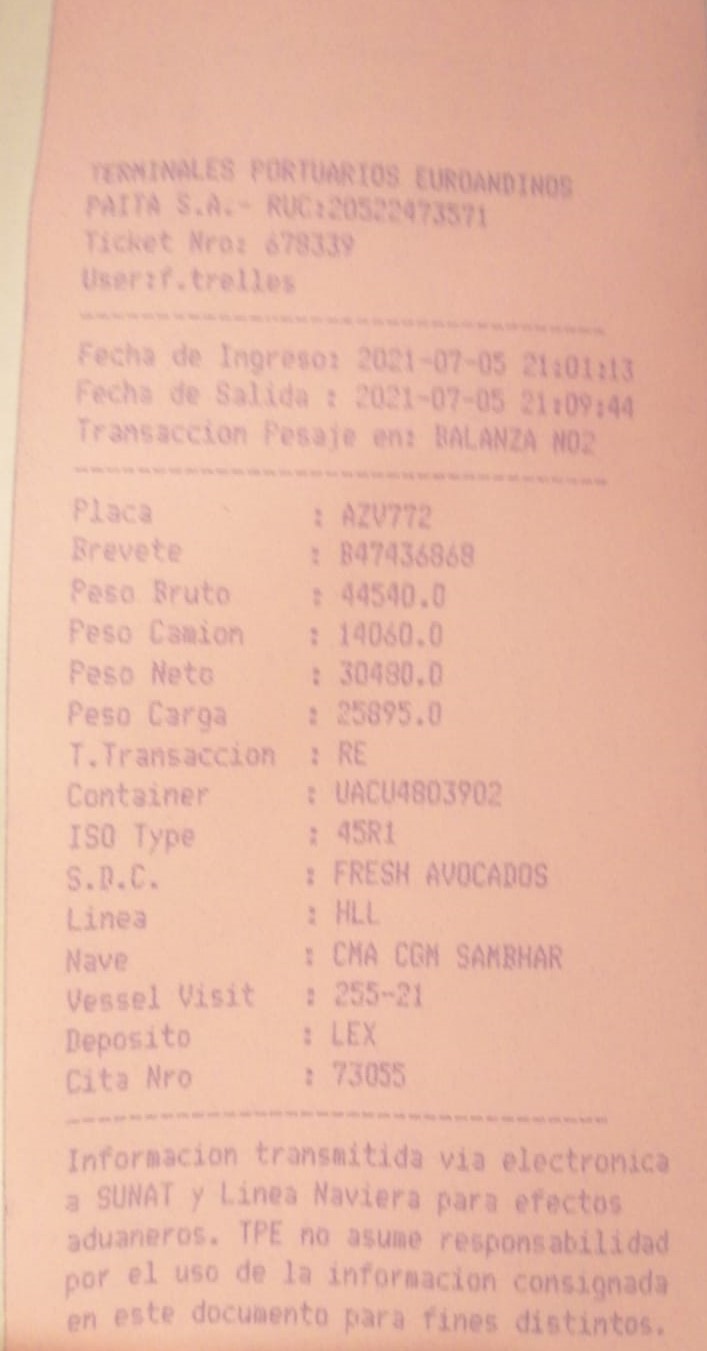 TERMINALES PORTUARIOS EUROANDINOS
PAITA S.A.- RUC:20522473571
Ticket Nro: 678339
User:f.trelles
--------------------------------
Fecha de Ingreso: 2021-07-05 21:01:13
Fecha de Salida : 2021-07-05 21:09:44
Transaccion Pesaje en: BALANZA NO2
--------------------------------
Placa : AZV772
Brevete : B47436868
Peso Bruto : 44540.0
Peso Camion : 14060.0
Peso Neto : 30480.0
Peso Carga : 25895.0
T.Transaccion : RE
Container : UACU4803902
ISO Type : 45R1
S.D.C. : FRESH AVOCADOS
Linea : HLL
Nave : CMA CGM SAMBHAR
Vessel Visit : 255-21
Deposito : LEX
Cita Nro : 73055
--------------------------------
Informacion transmitida via electronica
a SUNAT y Linea Naviera para efectos
aduaneros. TPE no asume responsabilidad
por el uso de la informacion consignada
en este documento para fines distintos.